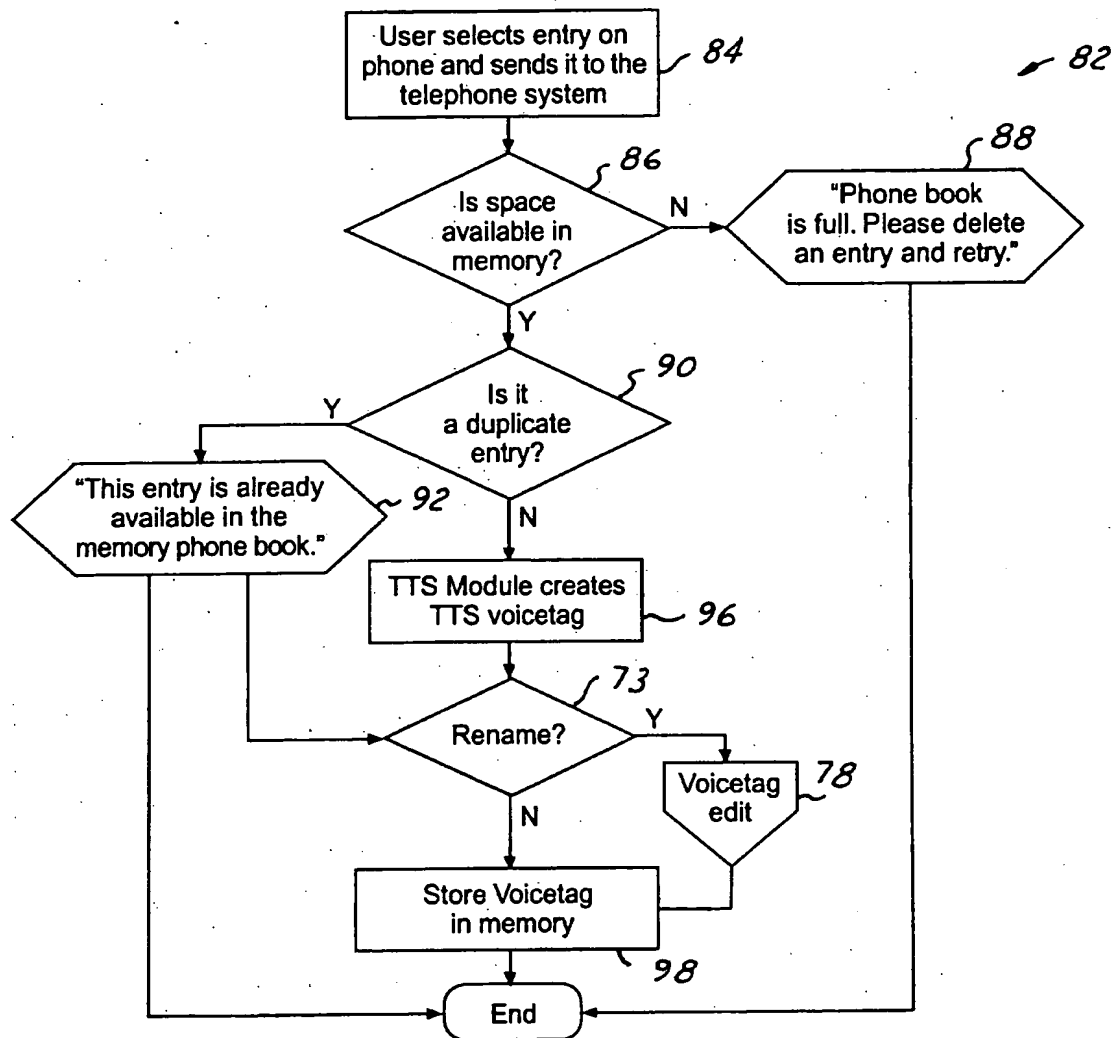 User selects entry on
phone and sends it to the
telephone system
84
82
86
88
Is space
available in
memory?
N
"Phone book
is full. Please delete
an entry and retry."
Y
90
Is it
a duplicate
entry?
Y
"This entry is already
available in the
memory phone book."
92
N
TTS Module creates
TTS voicetag
96
73
Rename?
Y
Voicetag
edit
78
N
Store Voicetag
in memory
98
End